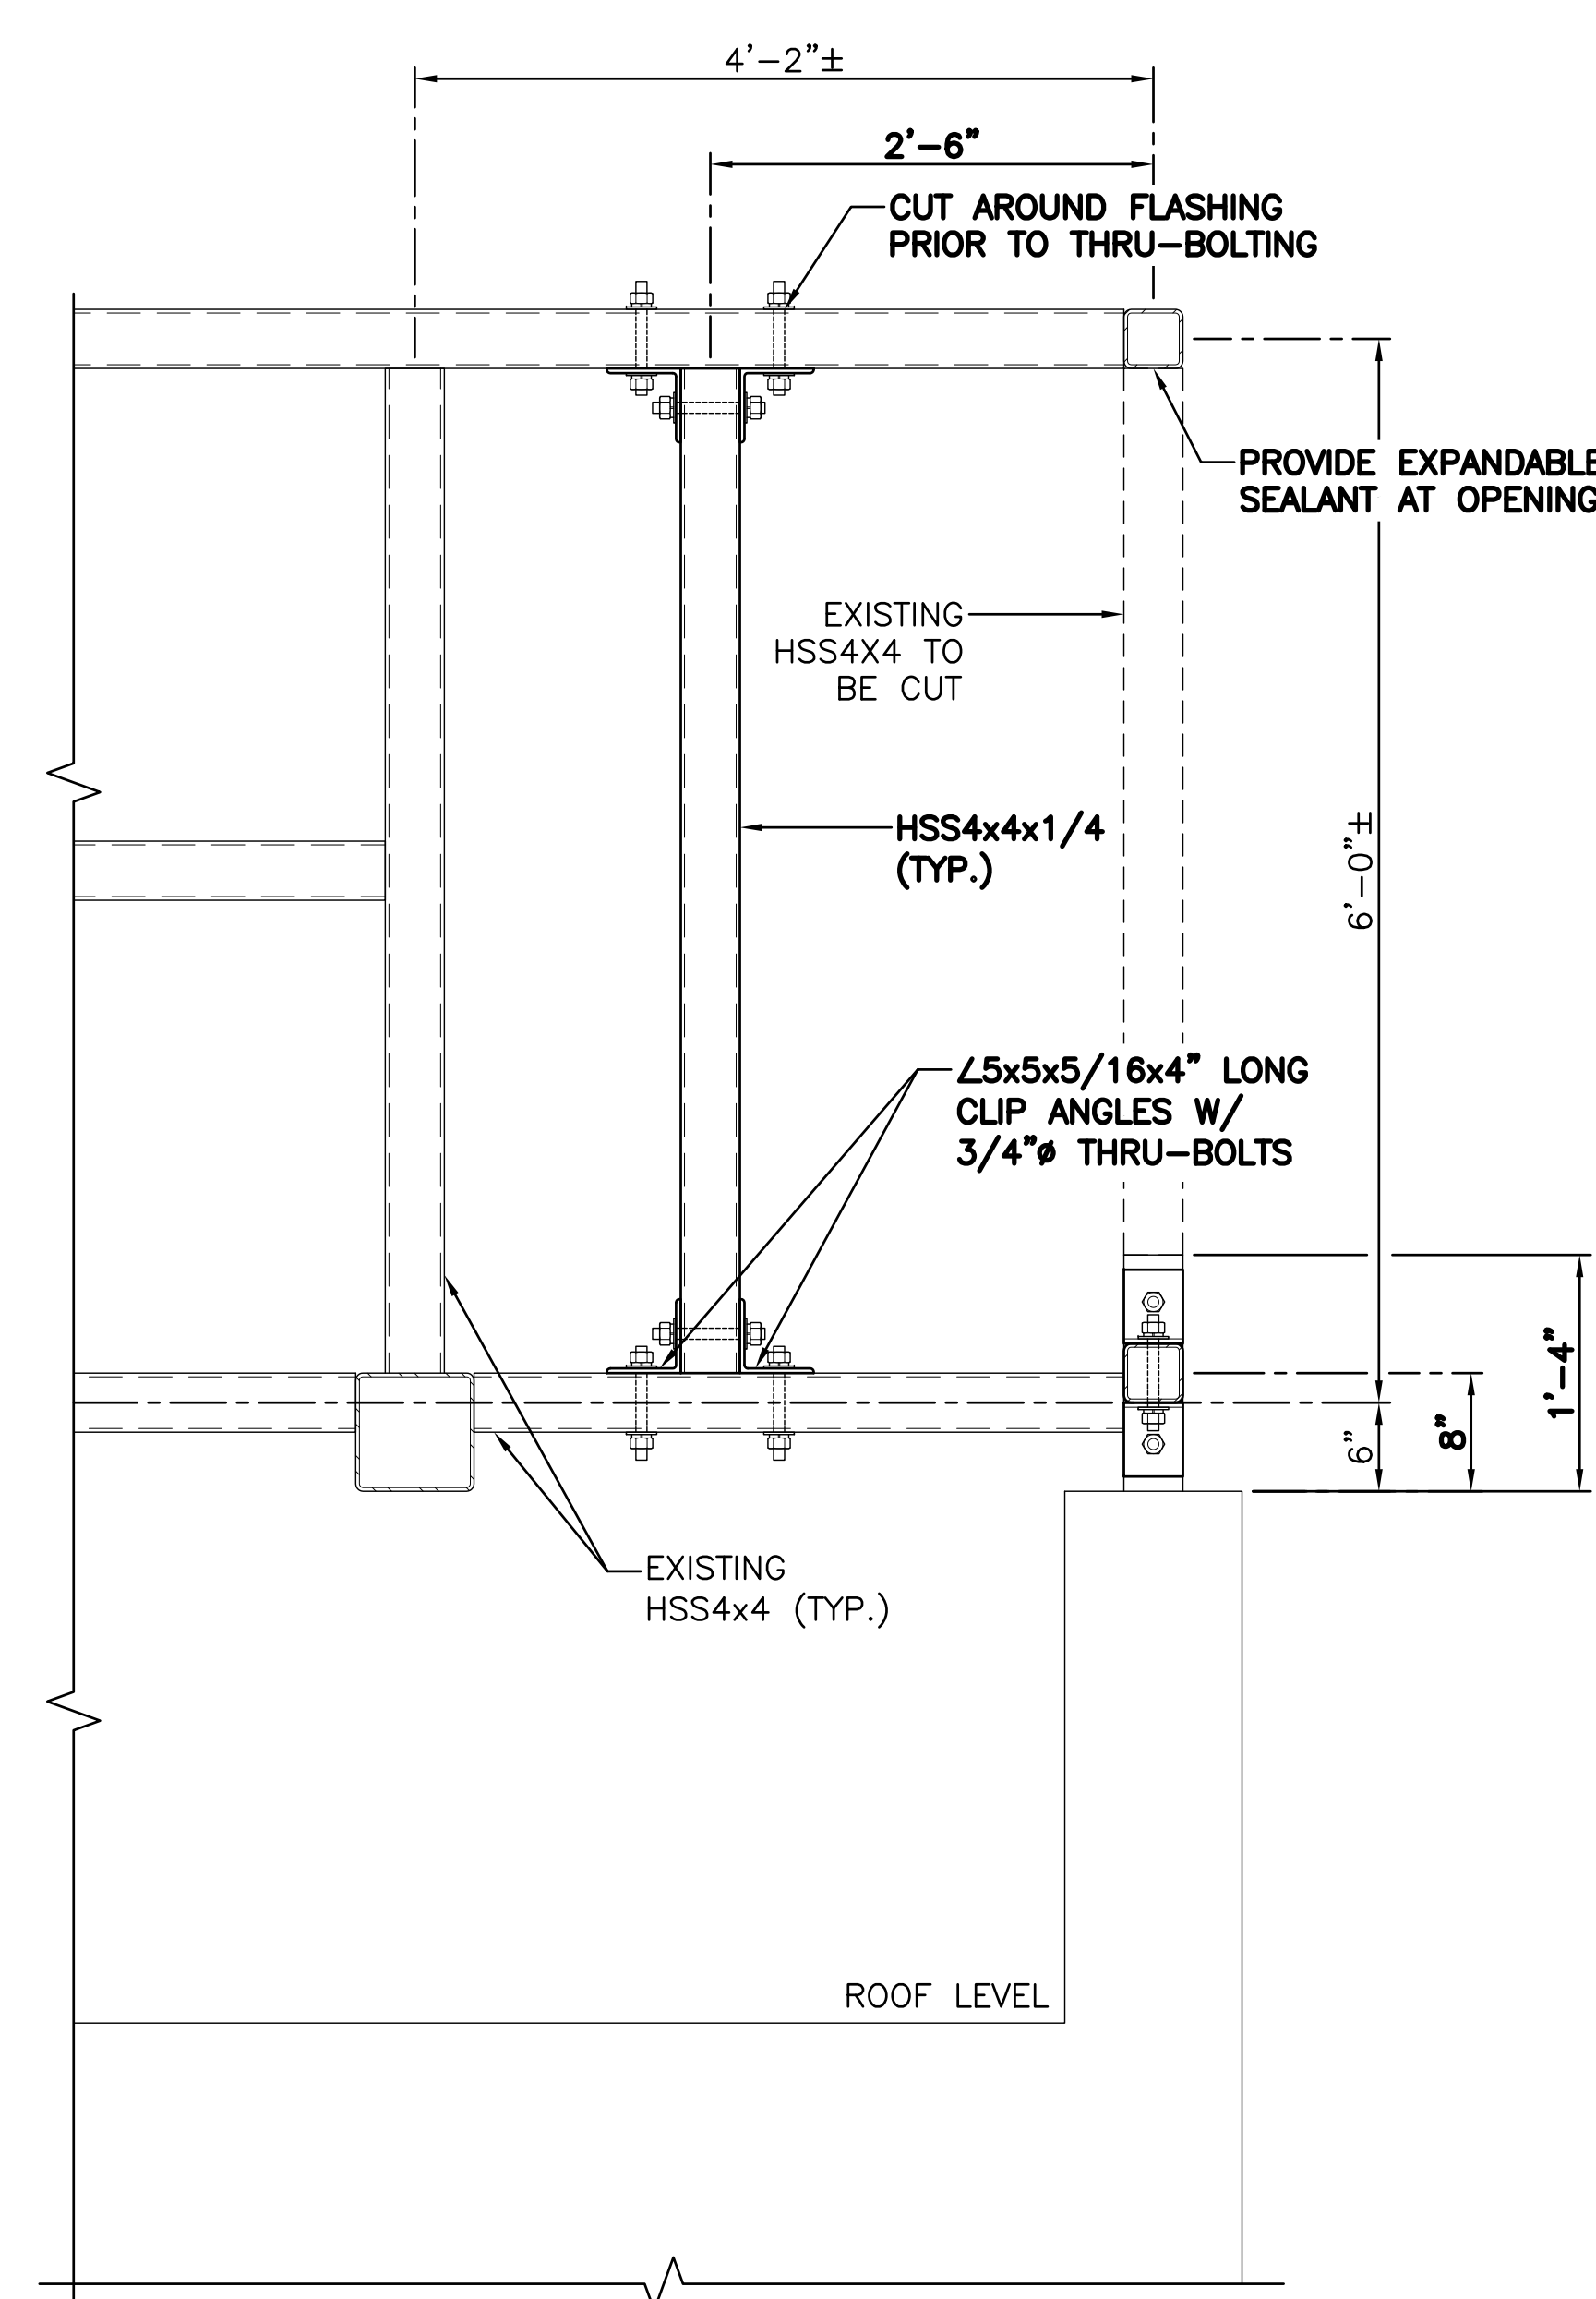 4'-2"±
2'-6"
CUT AROUND FLASHING
PRIOR TO THRU-BOLTING
PROVIDE EXPANDABLE
SEALANT AT OPENING
EXISTING
HSS4X4 TO
BE CUT
HSS4x4x1/4
(TYP.)
6'-0"±
∠5x5x5/16x4" LONG
CLIP ANGLES W/
3/4"ø THRU-BOLTS
1'-4"
8"
6"
EXISTING
HSS4x4 (TYP.)
ROOF LEVEL